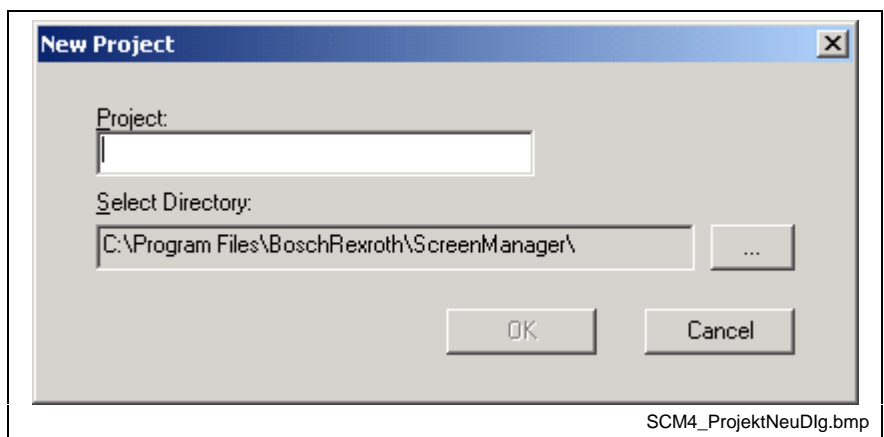 New Project
Project:
Select Directory:
C:\Program Files\BoschRexroth\ScreenManager\
...
OK
Cancel
SCM4_ProjektNeuDlg.bmp